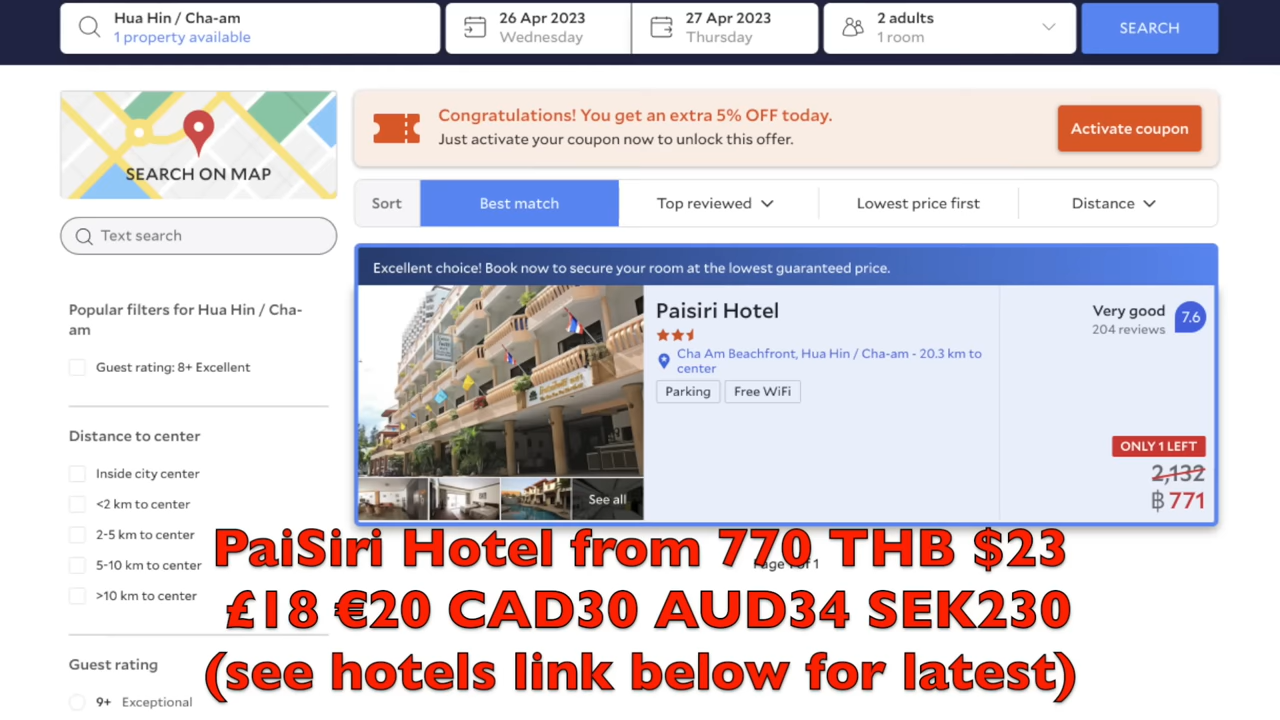 Hua Hin / Cha-am
1 property available
26 Apr 2023
Wednesday
27 Apr 2023
Thursday
2 adults
1 room
SEARCH
SEARCH ON MAP
Congratulations! You get an extra 5% OFF today.
Just activate your coupon now to unlock this offer.
Activate coupon
Sort
Best match
Top reviewed
Lowest price first
Distance
Text search
Popular filters for Hua Hin / Cha-
am
Guest rating: 8+ Excellent
Distance to center
Inside city center
<2 km to center
2-5 km to center
5-10 km to center
>10 km to center
Guest rating
9+ Exceptional
Excellent choice! Book now to secure your room at the lowest guaranteed price.
See all
Paisiri Hotel
Cha Am Beachfront, Hua Hin / Cha-am - 20.3 km to
center
Parking
Free WiFi
Very good
204 reviews
7.6
ONLY 1 LEFT
2,132
฿ 771
Page 1 of 1
PaiSiri Hotel from 770 THB $23
£18 €20 CAD30 AUD34 SEK230
(see hotels link below for latest)